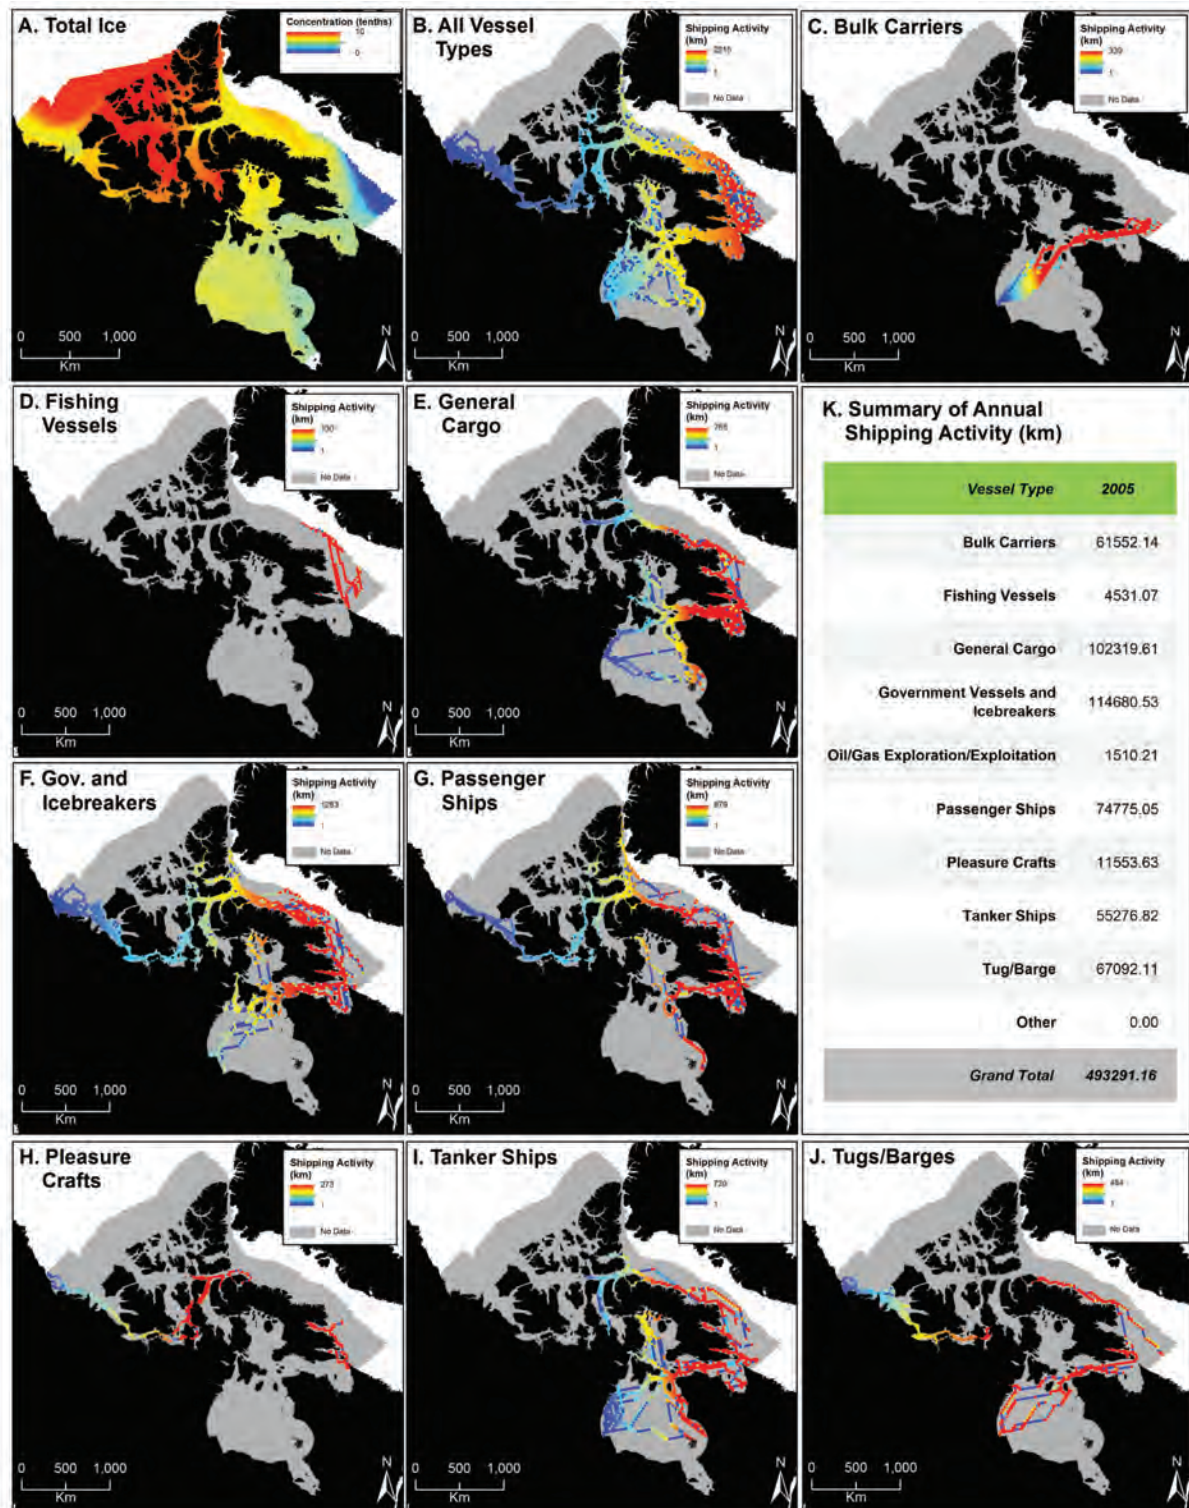 A. Total Ice
Concentration (tenths)
10
0
0 500 1,000
Km
N
B. All Vessel
Types
Shipping Activity
(km)
1
No Data
0 500 1,000
Km
N
C. Bulk Carriers
Shipping Activity
(km)
1
No Data
0 500 1,000
Km
N
D. Fishing
Vessels
Shipping Activity
(km)
1
No Data
0 500 1,000
Km
N
E. General
Cargo
Shipping Activity
(km)
1
No Data
0 500 1,000
Km
N
K. Summary of Annual
Shipping Activity (km)
Vessel Type 2005
Bulk Carriers 61552.14
Fishing Vessels 4531.07
General Cargo 102319.61
Government Vessels and
Icebreakers 114680.53
Oil/Gas Exploration/Exploitation 1510.21
Passenger Ships 74775.05
Pleasure Crafts 11553.63
Tanker Ships 55276.82
Tug/Barge 67092.11
Other 0.00
Grand Total 493291.16
F. Gov. and
Icebreakers
Shipping Activity
(km)
1
No Data
0 500 1,000
Km
N
G. Passenger
Ships
Shipping Activity
(km)
879
1
No Data
0 500 1,000
Km
N
H. Pleasure
Crafts
Shipping Activity
(km)
273
1
No Data
0 500 1,000
Km
N
I. Tanker Ships
Shipping Activity
(km)
1
No Data
0 500 1,000
Km
N
J. Tugs/Barges
Shipping Activity
(km)
1
No Data
0 500 1,000
Km
N